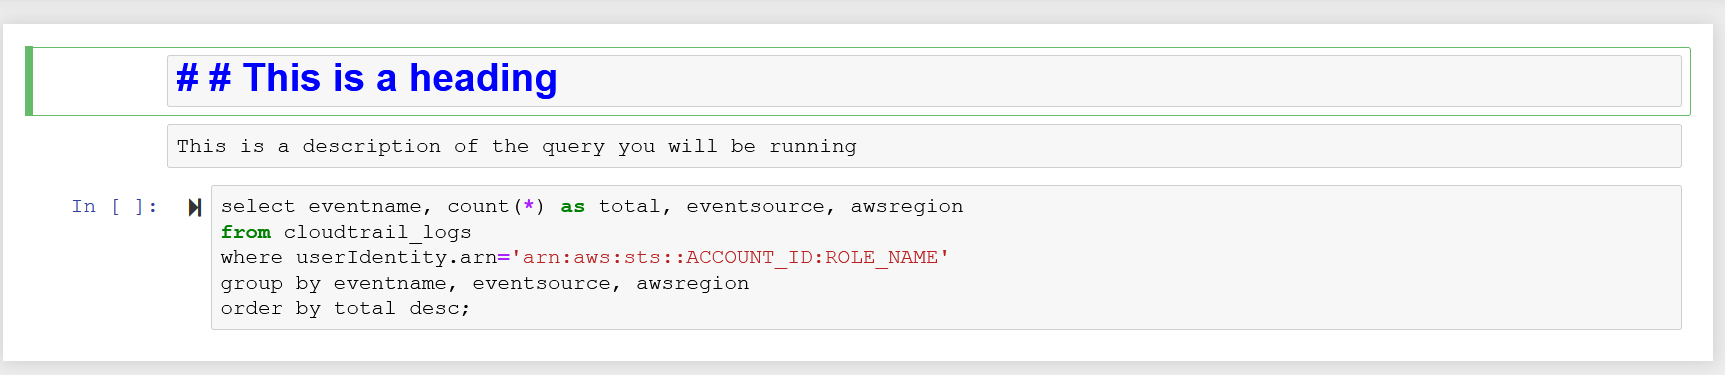 # # This is a heading
This is a description of the query you will be running
In [ ]:
select eventname, count(*) as total, eventsource, awsregion
from cloudtrail_logs
where userIdentity.arn='arn:aws:sts::ACCOUNT_ID:ROLE_NAME'
group by eventname, eventsource, awsregion
order by total desc;